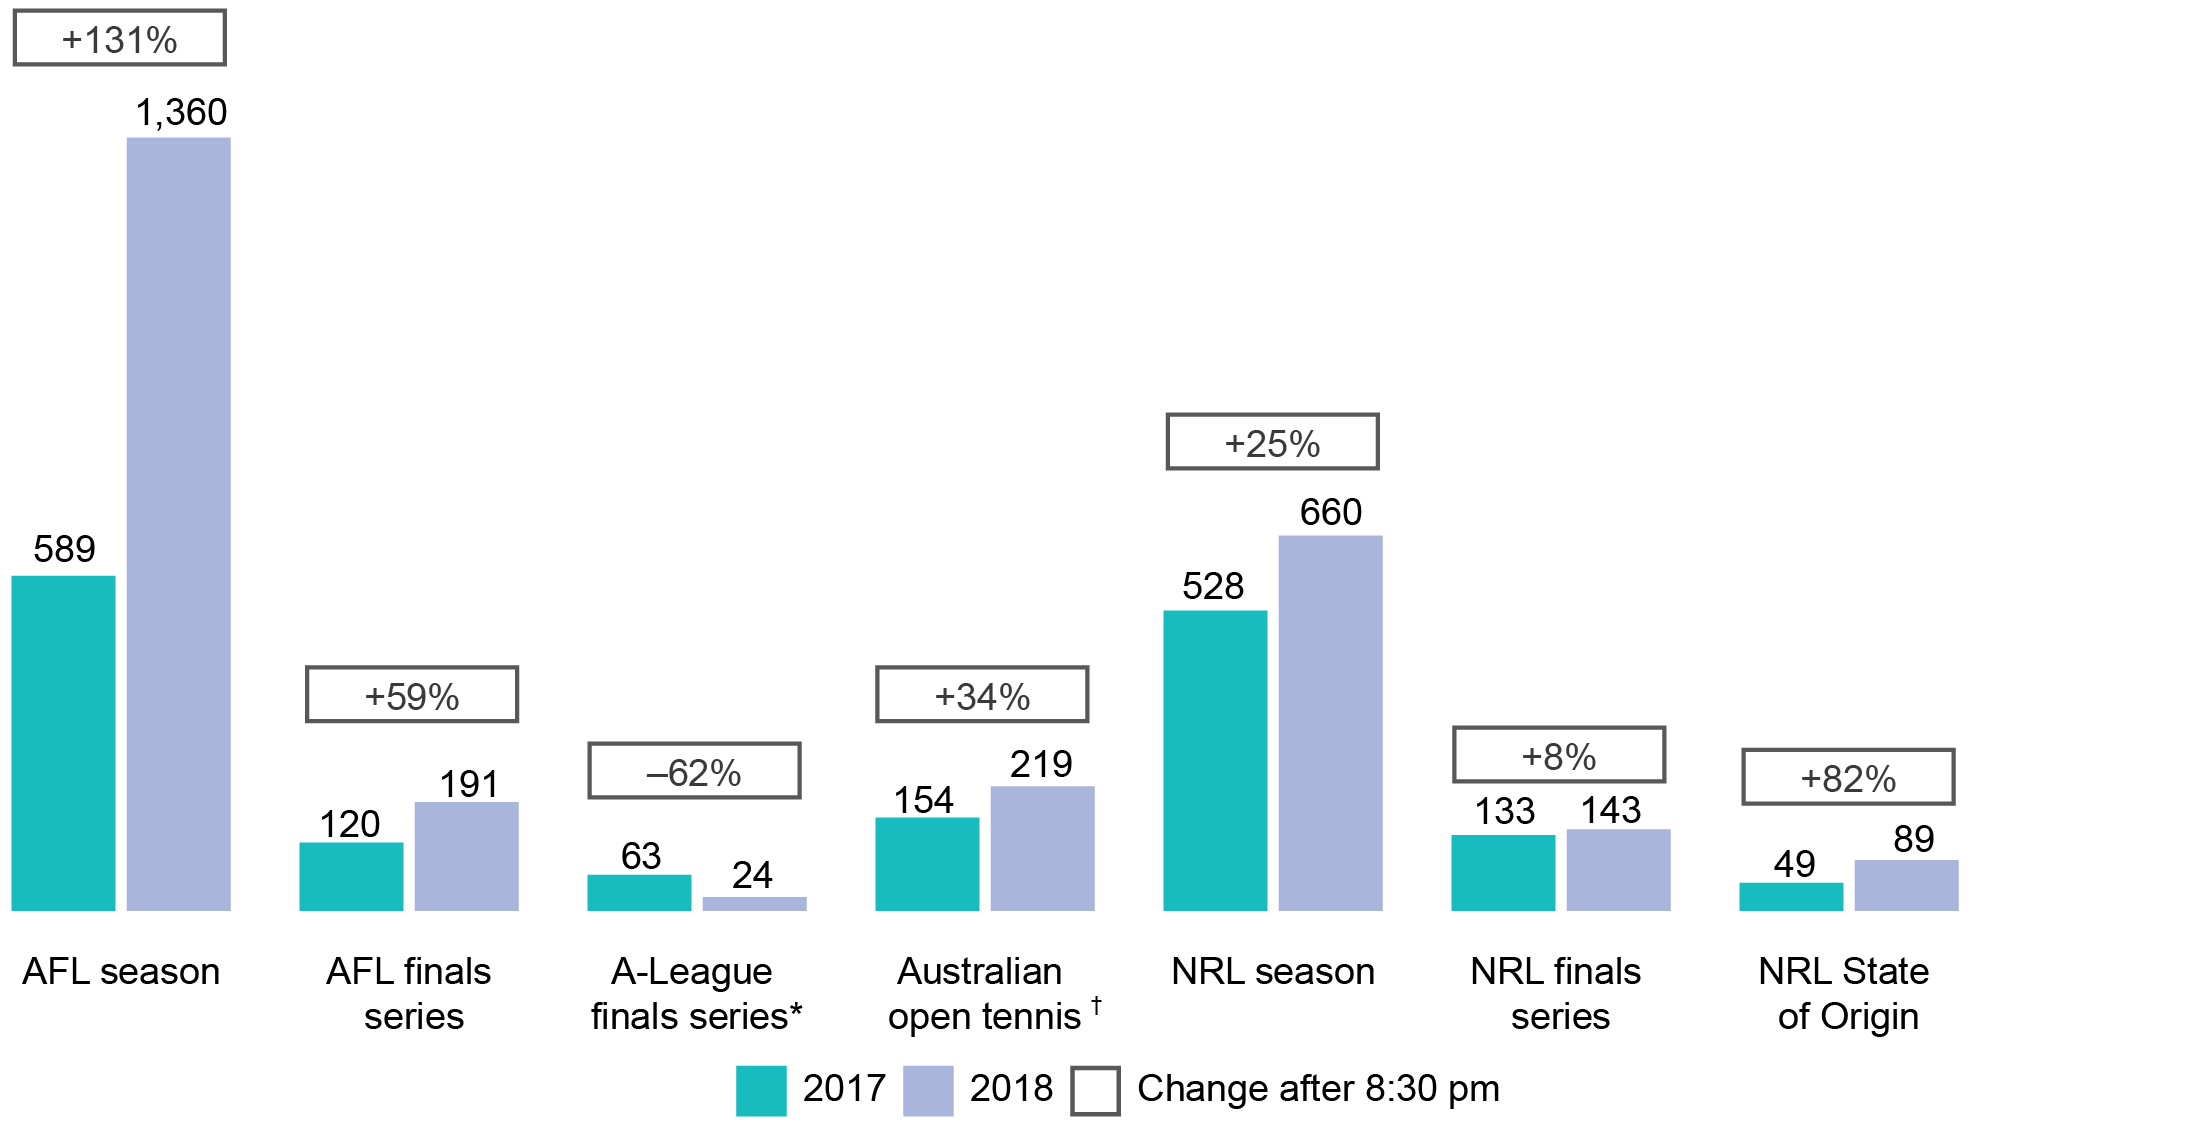 +131%
1,360
589
+59%
120
191
–62%
63
24
+34%
154
219
+25%
528
660
+8%
133
143
+82%
49
89
AFL season
AFL finals
series
A-League
finals series*
Australian
open tennis †
NRL season
NRL finals
series
NRL State
of Origin
2017 2018 Change after 8:30 pm